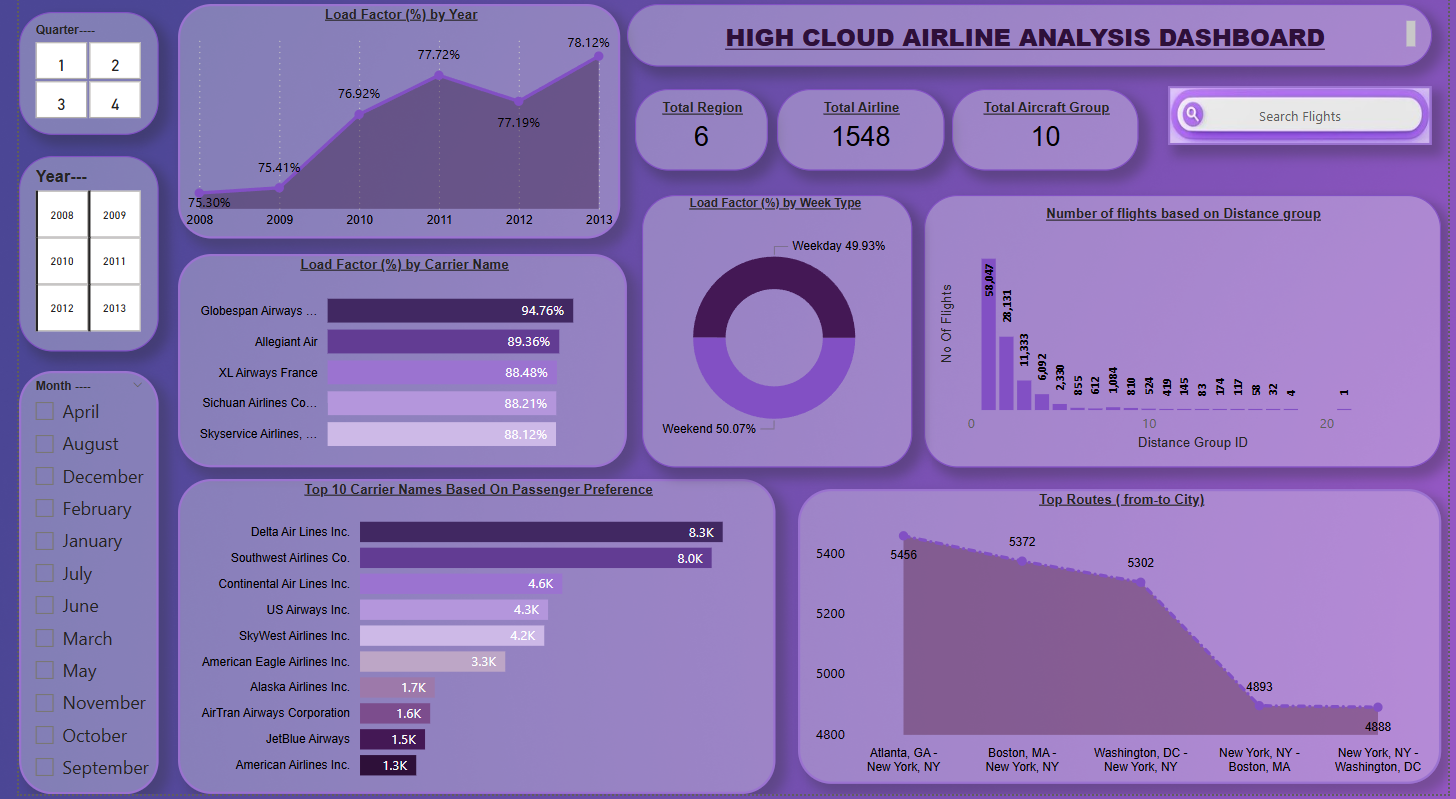 Quarter----
1
2
3
4
Year---
2008
2009
2010
2011
2012
2013
Month ----
April
August
December
February
January
July
June
March
May
November
October
September
Load Factor (%) by Year
75.30%
75.41%
76.92%
77.72%
77.19%
78.12%
2008
2009
2010
2011
2012
2013
HIGH CLOUD AIRLINE ANALYSIS DASHBOARD
Total Region
6
Total Airline
1548
Total Aircraft Group
10
Search Flights
Load Factor (%) by Carrier Name
Globespan Airways ...
94.76%
Allegiant Air
89.36%
XL Airways France
88.48%
Sichuan Airlines Co...
88.21%
Skyservice Airlines, ...
88.12%
Load Factor (%) by Week Type
Weekday 49.93%
Weekend 50.07%
Number of flights based on Distance group
No Of Flights
58,047
28,131
11,333
6,092
2,330
855
612
1,084
810
524
419
145
83
174
117
58
32
4
1
0
10
20
Distance Group ID
Top 10 Carrier Names Based On Passenger Preference
Delta Air Lines Inc.
8.3K
Southwest Airlines Co.
8.0K
Continental Air Lines Inc.
4.6K
US Airways Inc.
4.3K
SkyWest Airlines Inc.
4.2K
American Eagle Airlines Inc.
3.3K
Alaska Airlines Inc.
1.7K
AirTran Airways Corporation
1.6K
JetBlue Airways
1.5K
American Airlines Inc.
1.3K
Top Routes ( from-to City)
5400
5200
5000
4800
5456
5372
5302
4893
4888
Atlanta, GA -
New York, NY
Boston, MA -
New York, NY
Washington, DC -
New York, NY
New York, NY -
Boston, MA
New York, NY -
Washington, DC